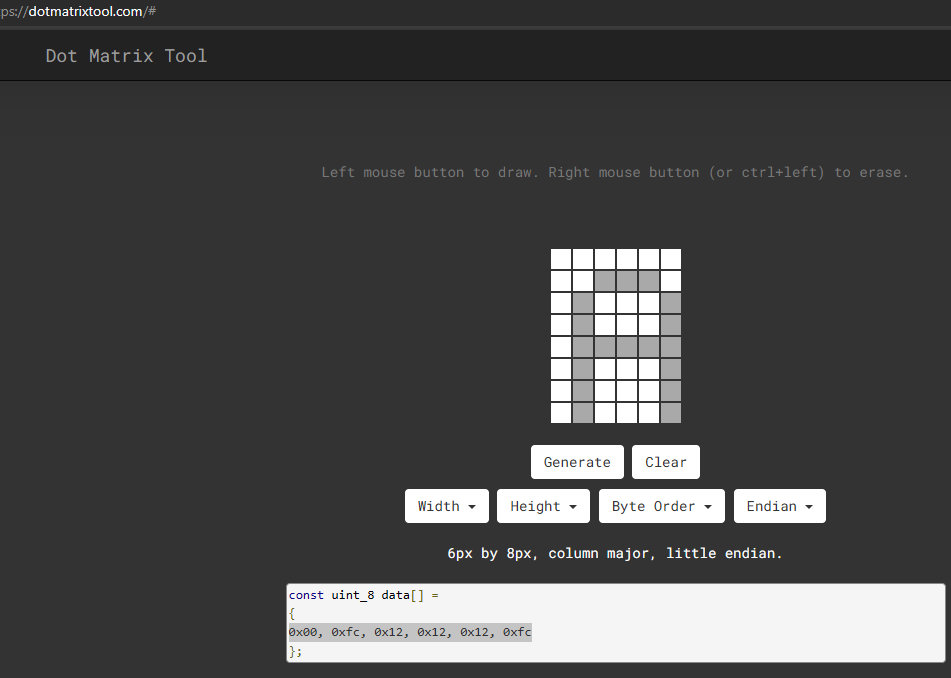 ps://dotmatrixtool.com/#
Dot Matrix Tool
Left mouse button to draw. Right mouse button (or ctrl+left) to erase.
Generate Clear
Width Height Byte Order Endian
6px by 8px, column major, little endian.
const uint_8 data[] =
{
0x00, 0xfc, 0x12, 0x12, 0x12, 0xfc
};